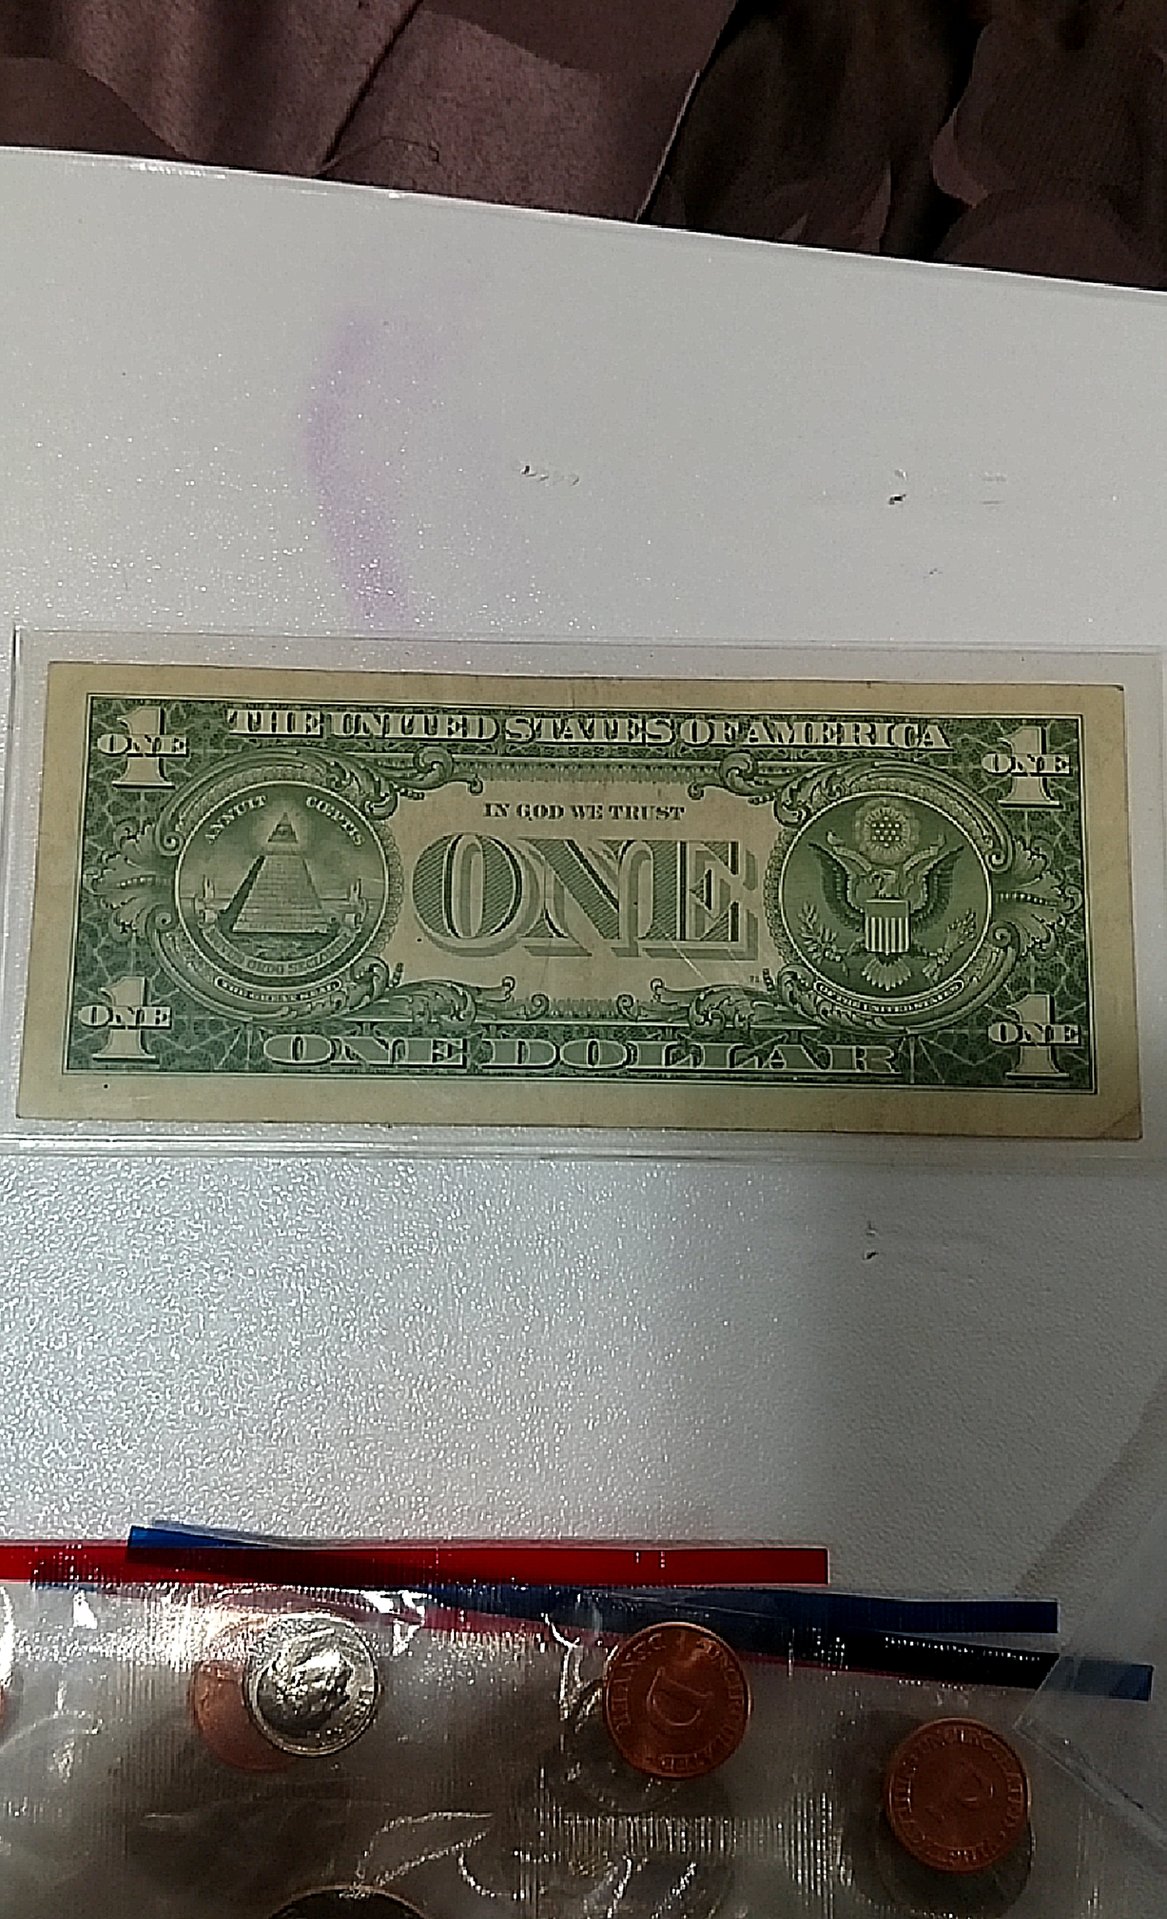 THE UNITED STATES OF AMERICA
1 ONE
1 ONE
ANNUIT COEPTIS
IN GOD WE TRUST
ONE
1 ONE
1 ONE
ONE DOLLAR
D
UNCIRCULATED
P